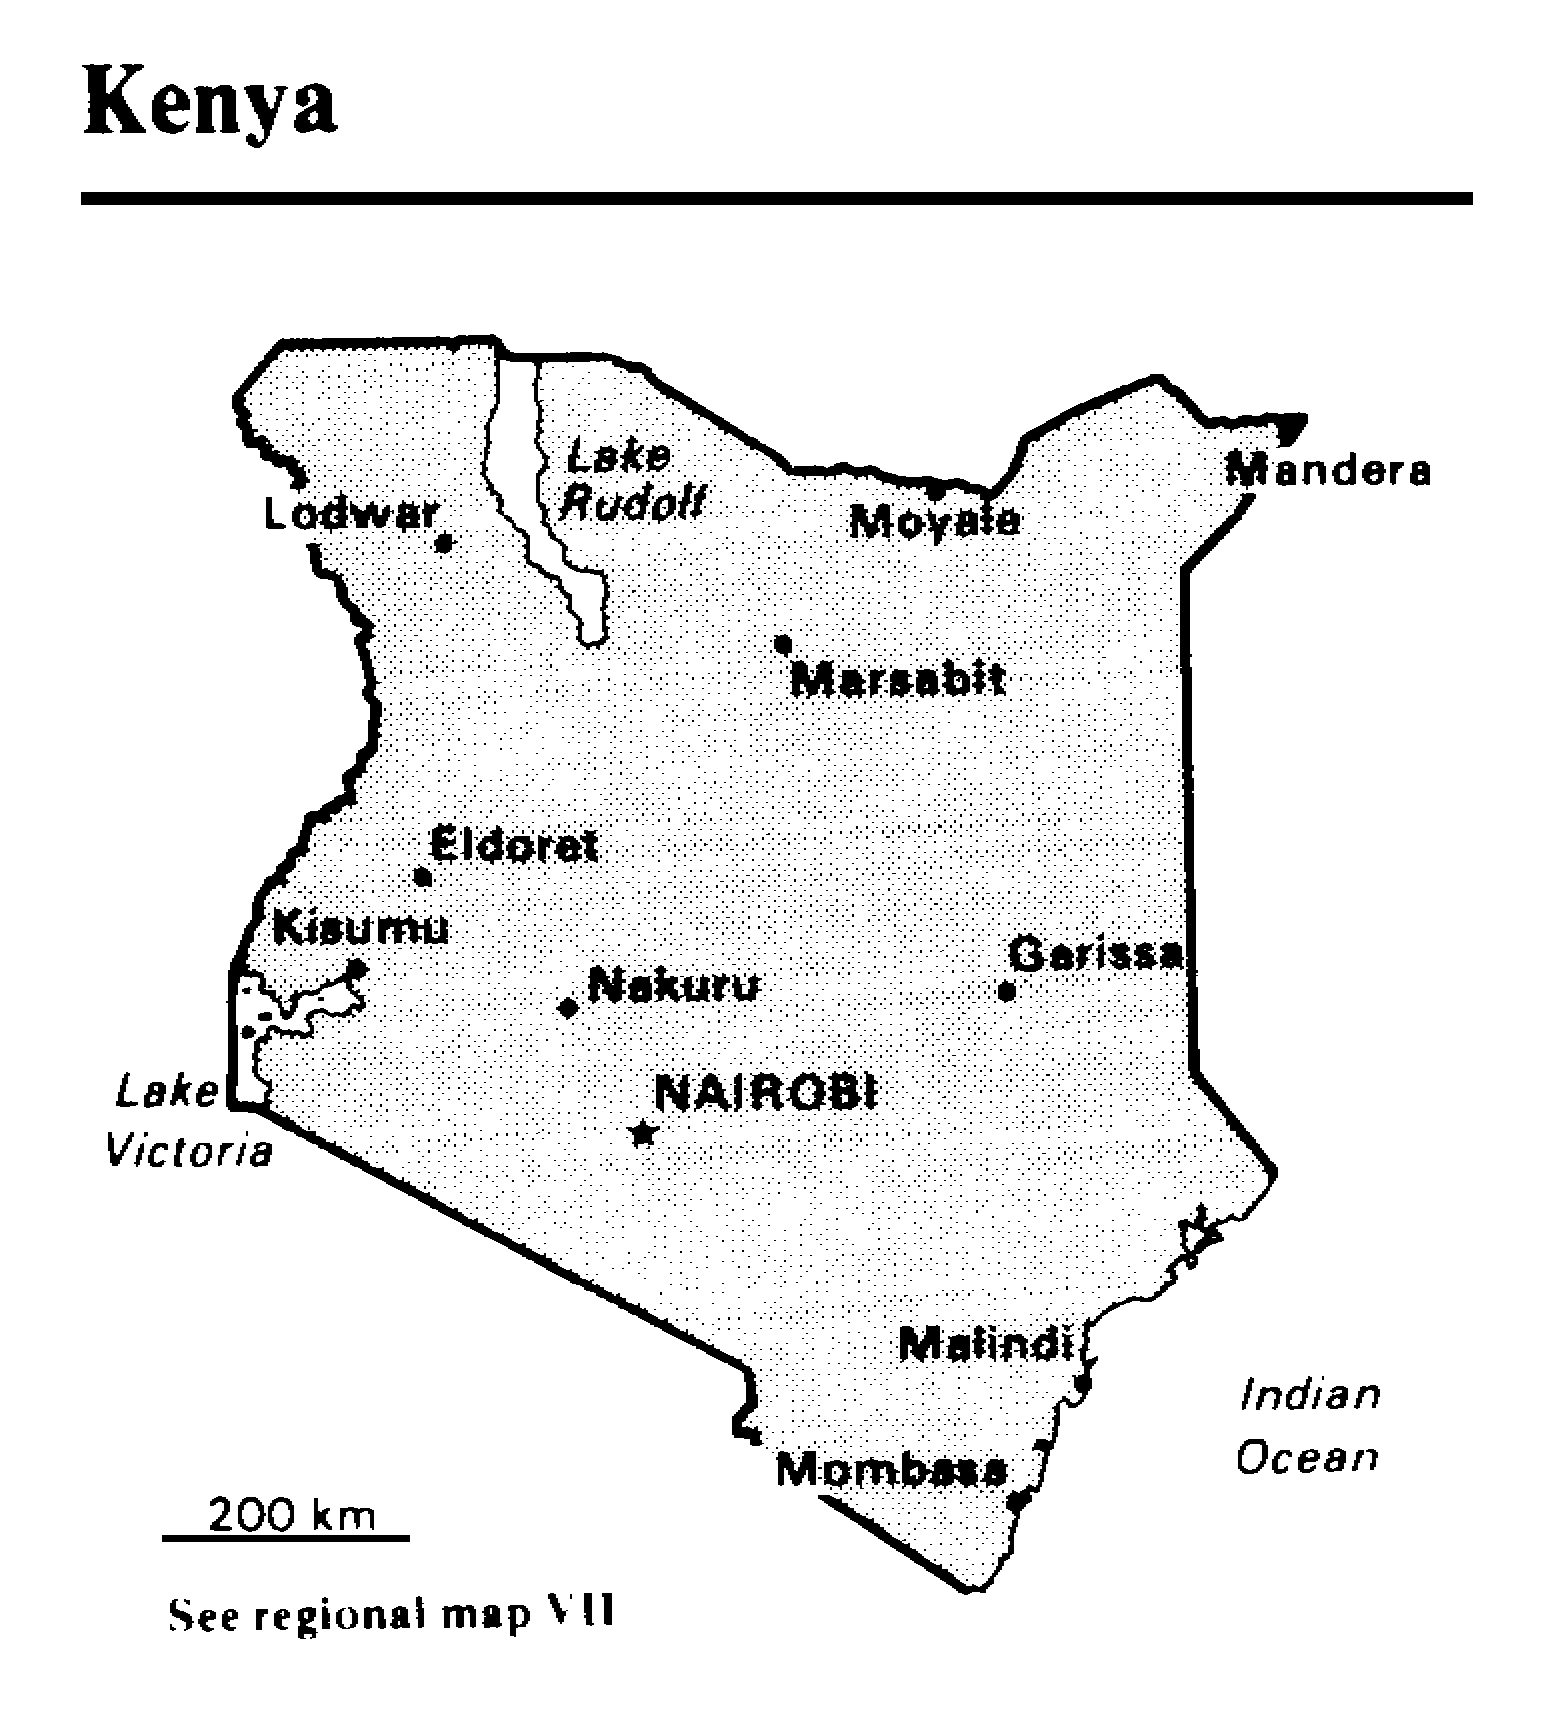 Kenya
Lake
Rudolf
Mandera
Lodwar
Moyale
Marsabit
Eldoret
Kisumu
Garissa
Nakuru
NAIROBI
Lake
Victoria
Malindi
Indian
Ocean
Mombasa
200 km
See regional map VII